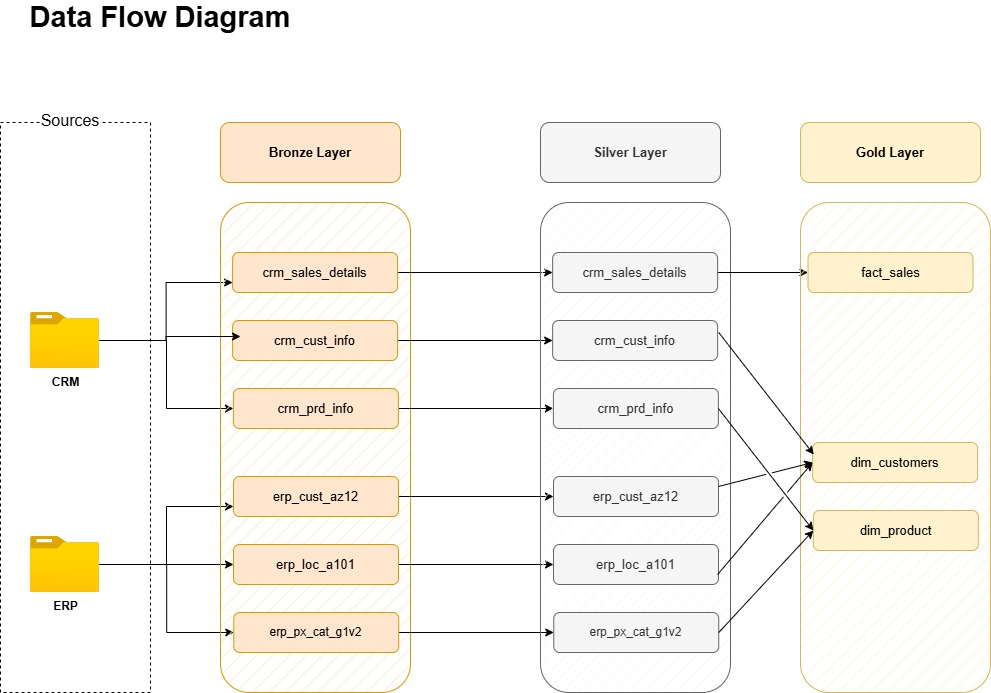 Data Flow Diagram
Sources
Bronze Layer
Silver Layer
Gold Layer
crm_sales_details
crm_sales_details
fact_sales
crm_cust_info
crm_cust_info
CRM
crm_prd_info
crm_prd_info
dim_customers
erp_cust_az12
erp_cust_az12
dim_product
erp_loc_a101
erp_loc_a101
ERP
erp_px_cat_g1v2
erp_px_cat_g1v2